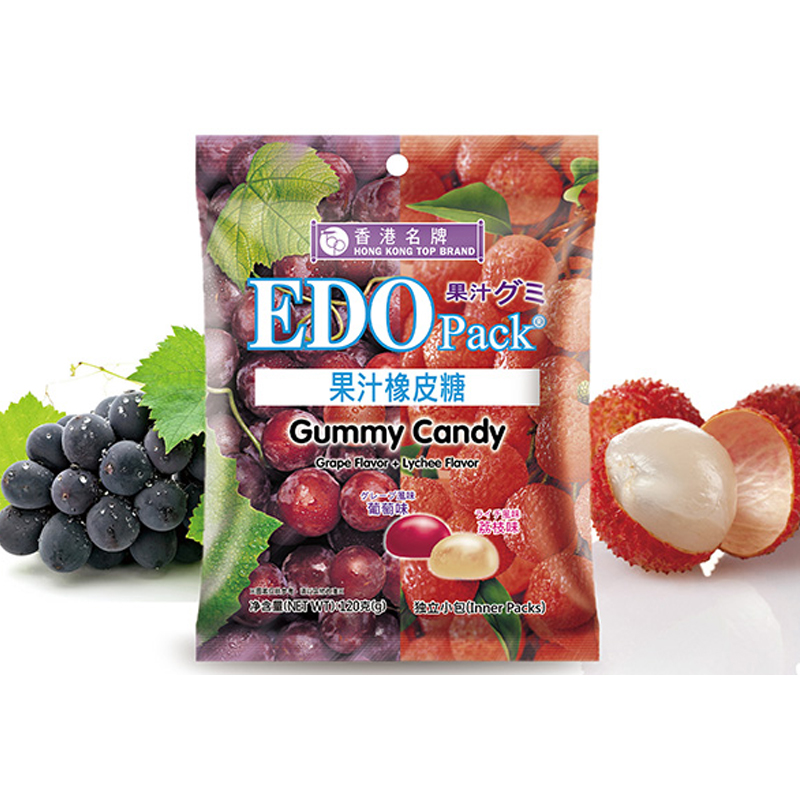 香港名牌
HONG KONG TOP BRAND
果汁グミ
EDO Pack®
果汁橡皮糖
Gummy Candy
Grape Flavor + Lychee Flavor
グレープ風味
葡萄味
ライチ風味
荔枝味
净含量(NET WT):120克(g)
独立小包(Inner Packs)